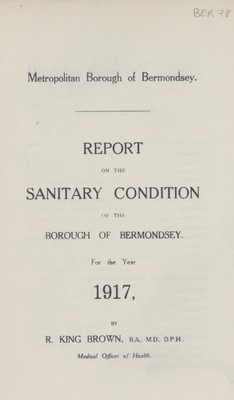 BER 78
Metropolitan Borough of Bermondsey.
REPORT
ON THE
SANITARY CONDITION
OF THE
BOROUGH OF BERMONDSEY.
For the Year
1917,
BY
R. KING BROWN, B.A., M.D., D.P.H.,
Medical Officer of Health.